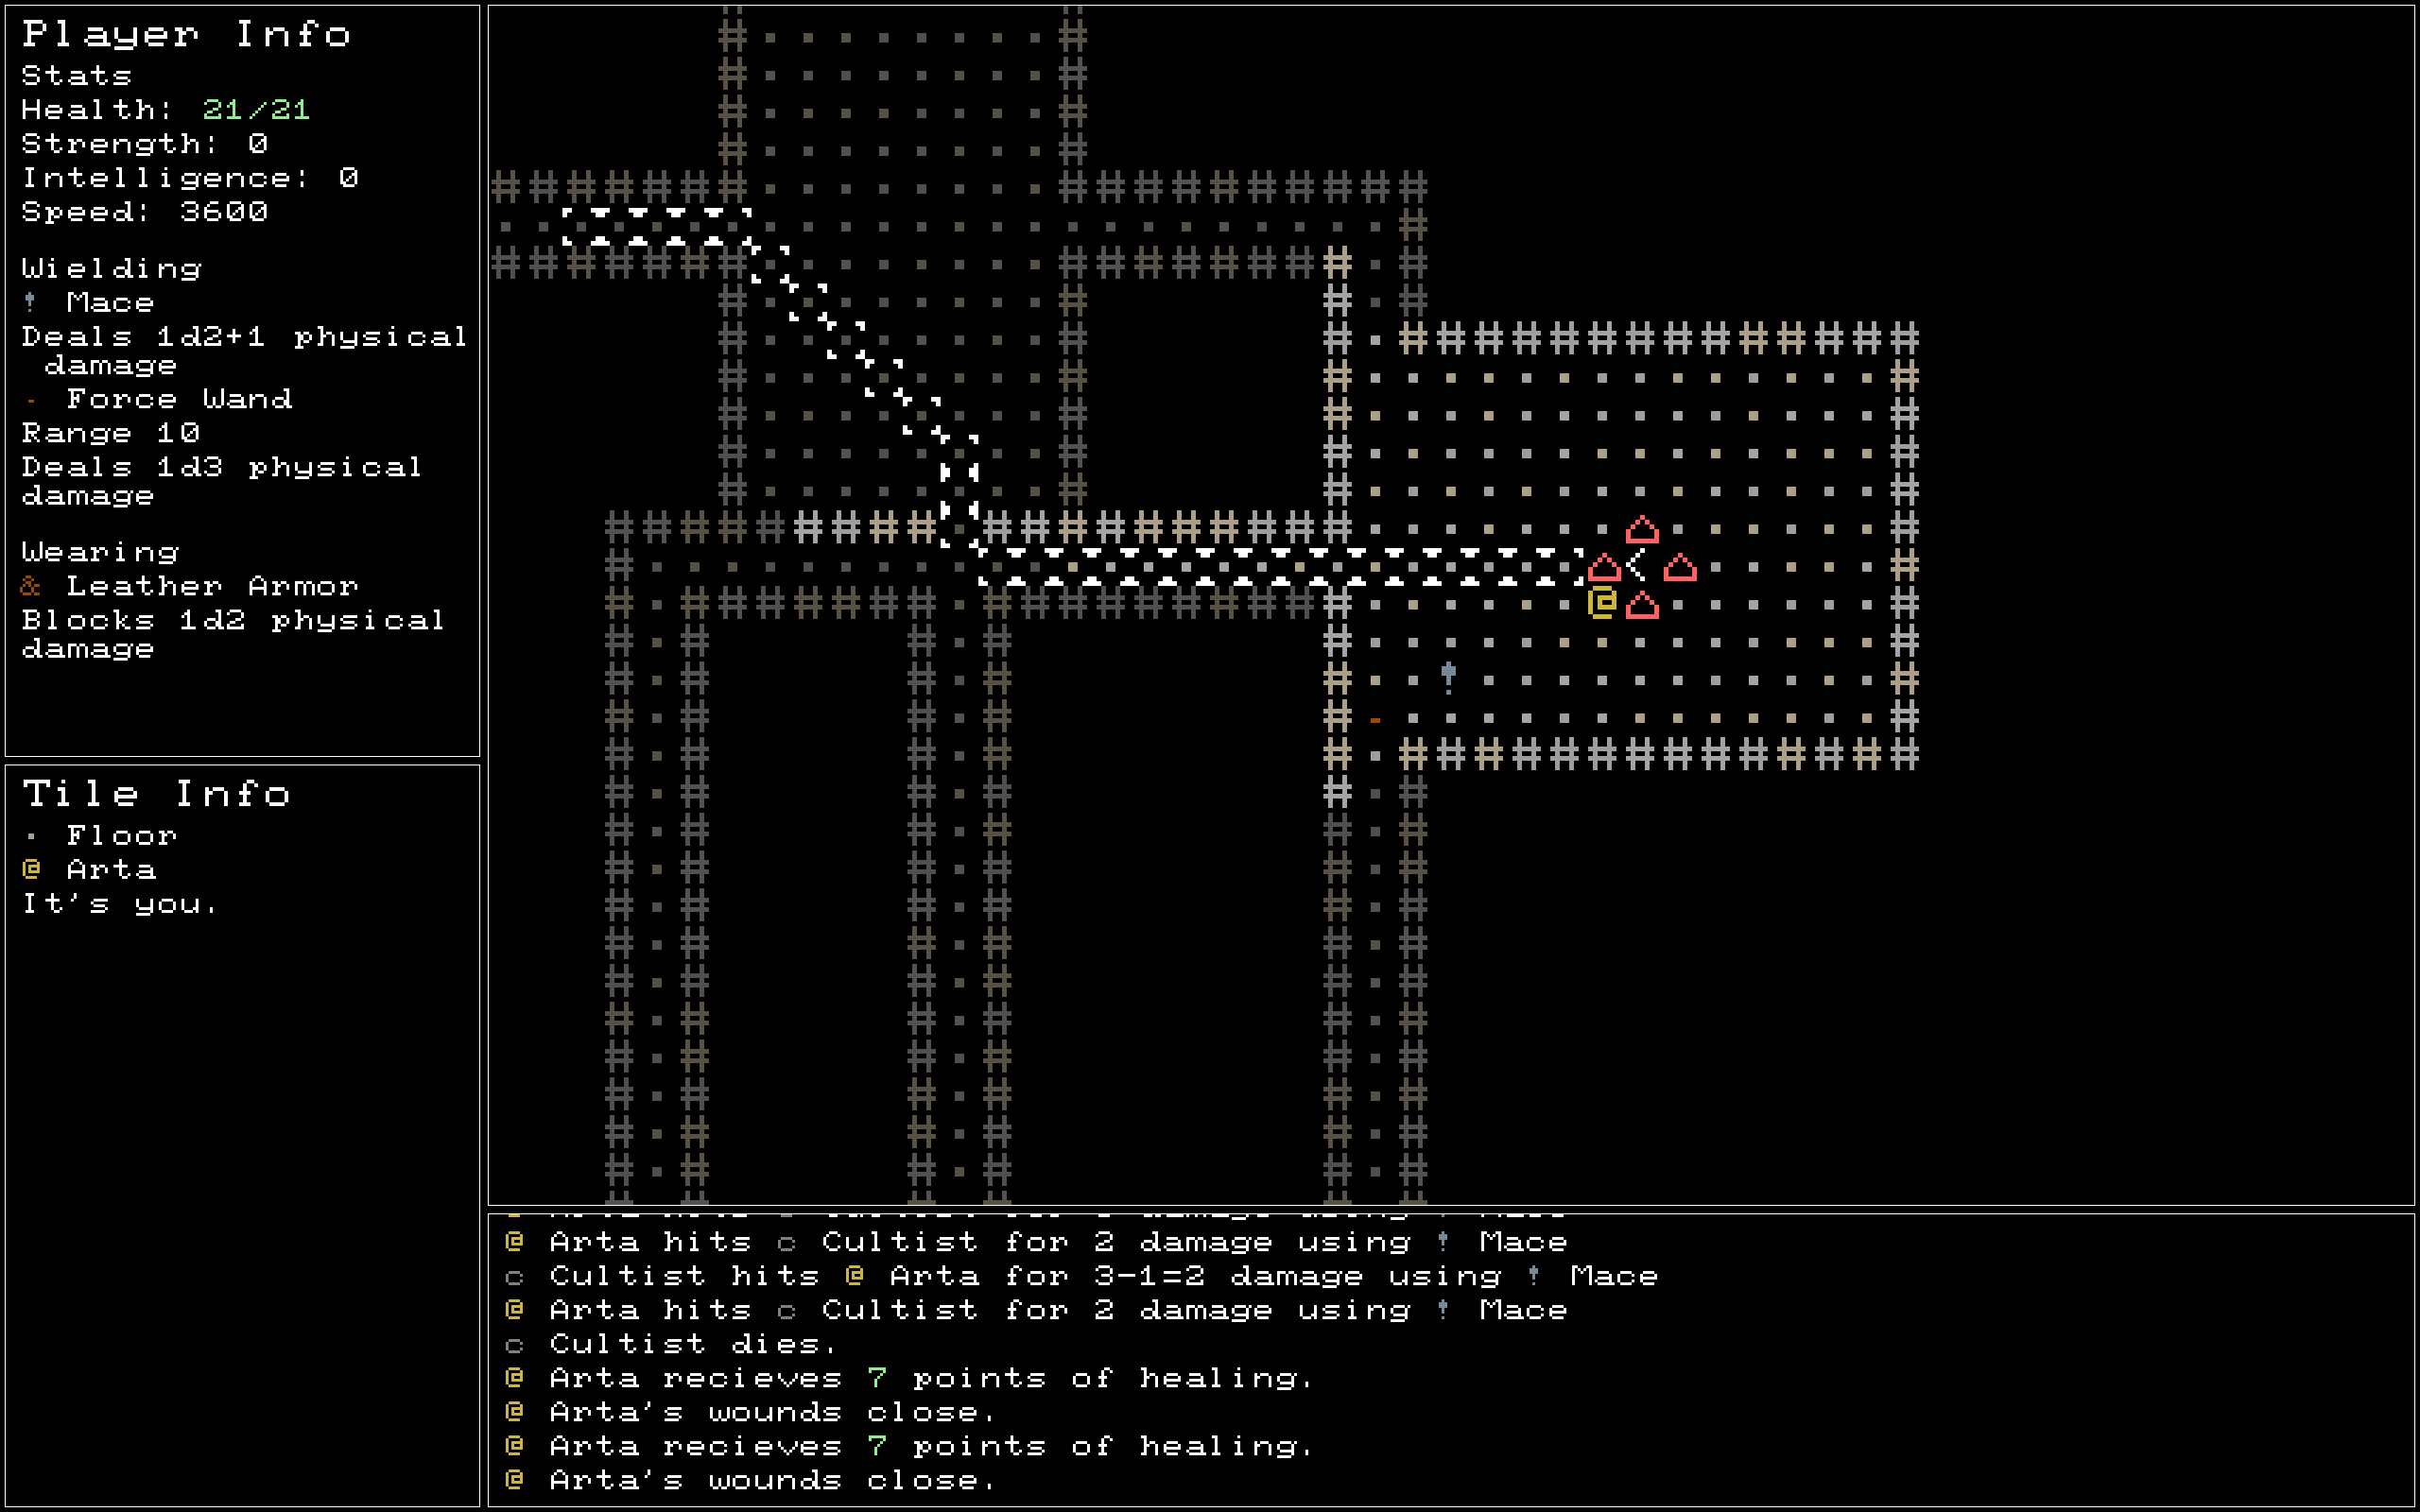 Player Info
Stats
Health: 21/21
Strength: 0
Intelligence: 0
Speed: 3600
Wielding
! Mace
Deals 1d2+1 physical
damage
- Force Wand
Range 10
Deals 1d3 physical
damage
Wearing
& Leather Armor
Blocks 1d2 physical
damage
Tile Info
· Floor
@ Arta
It's you.
@ Arta hits c Cultist for 2 damage using ! Mace
c Cultist hits @ Arta for 3-1=2 damage using ! Mace
@ Arta hits c Cultist for 2 damage using ! Mace
c Cultist dies.
@ Arta recieves 7 points of healing.
@ Arta's wounds close.
@ Arta recieves 7 points of healing.
@ Arta's wounds close.